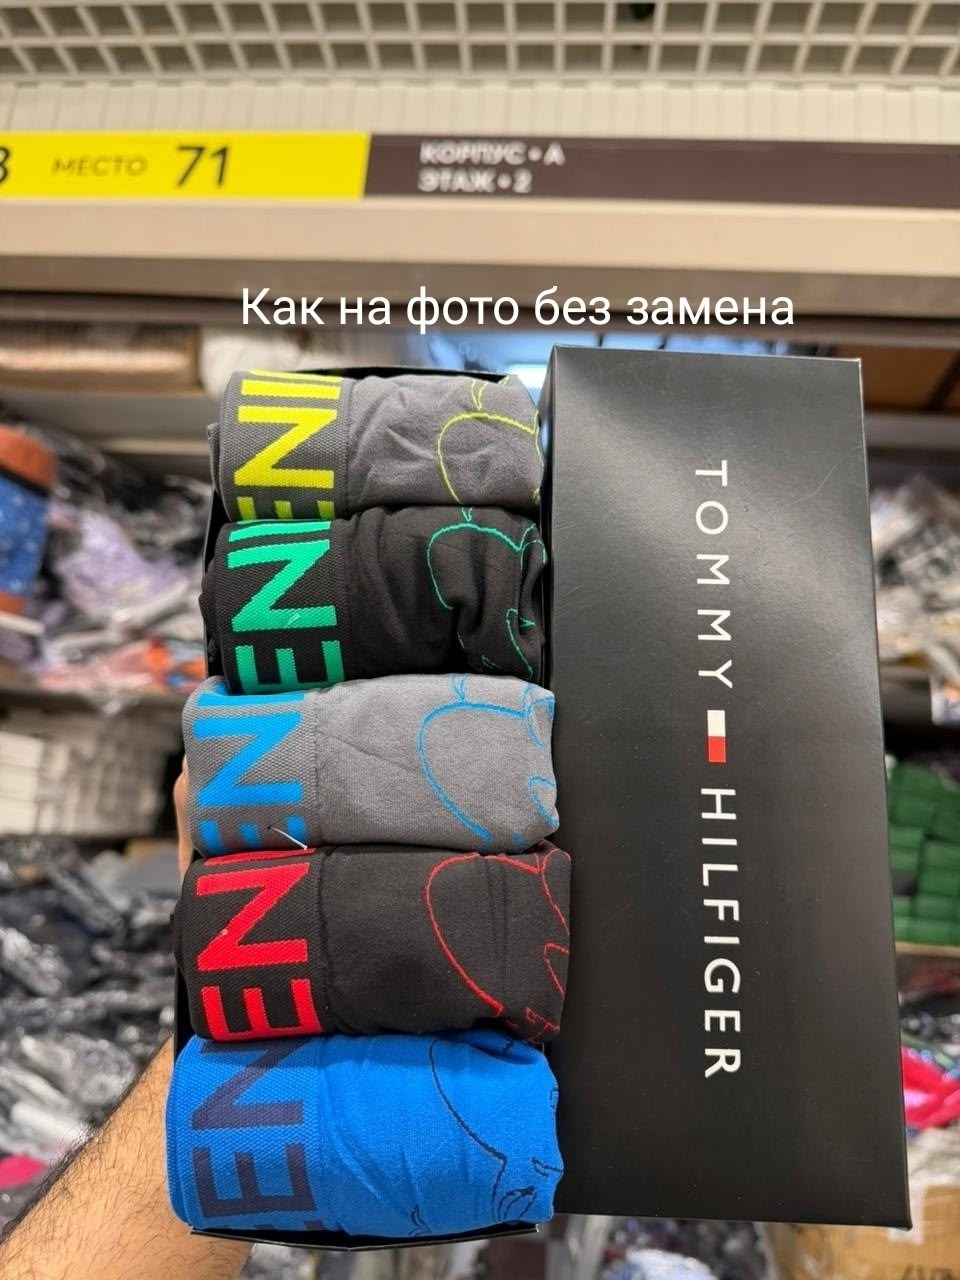 МЕСТО 71
КОРПУС • А
ЭТАЖ • 2
Как на фото без замена
TOMMY HILFIGER